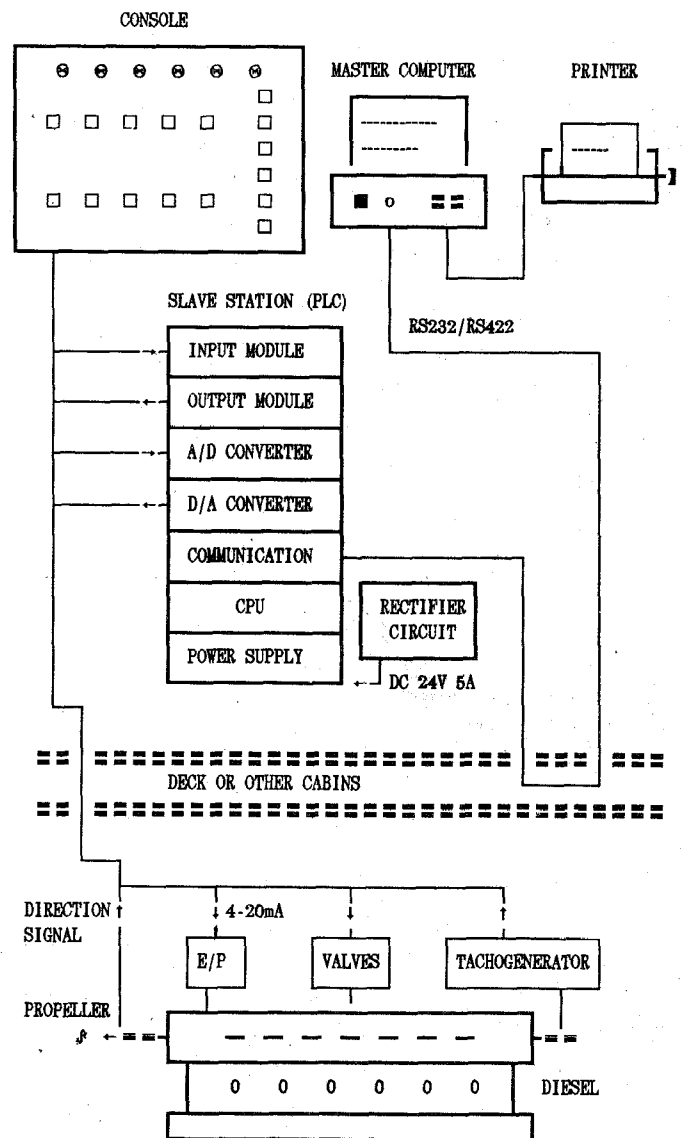 CONSOLE
MASTER COMPUTER
PRINTER
SLAVE STATION (PLC)
RS232/RS422
INPUT MODULE
OUTPUT MODULE
A/D CONVERTER
D/A CONVERTER
COMMUNICATION
CPU
POWER SUPPLY
RECTIFIER
CIRCUIT
DC 24V 5A
DECK OR OTHER CABINS
DIRECTION
SIGNAL
4-20mA
E/P
VALVES
TACHOGENERATOR
PROPELLER
DIESEL